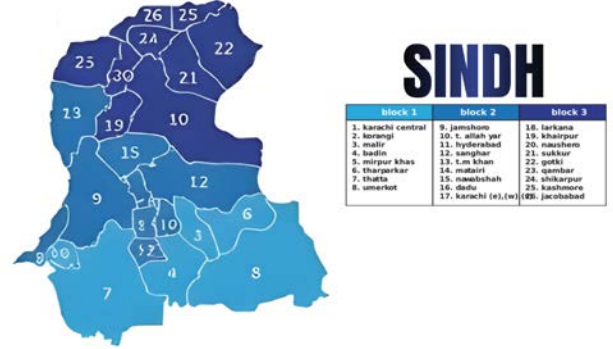 26 25
24
25 30 22
21
13 19 10
15
12
9
10 6
3
4
7 8
SINDH
block 1 block 2 block 3
1. karachi central 9. jamshoro 18. larkana
2. korangi 10. t. allah yar 19. khairpur
3. malir 11. hyderabad 20. naushero
4. badin 12. sanghar 21. sukkur
5. mirpur khas 13. t.m khan 22. gotki
6. tharparkar 14. matairi 23. qambar
7. thatta 15. nawabshah 24. shikarpur
8. umerkot 16. dadu 25. kashmore
17. karachi (e),(w), jacobabad